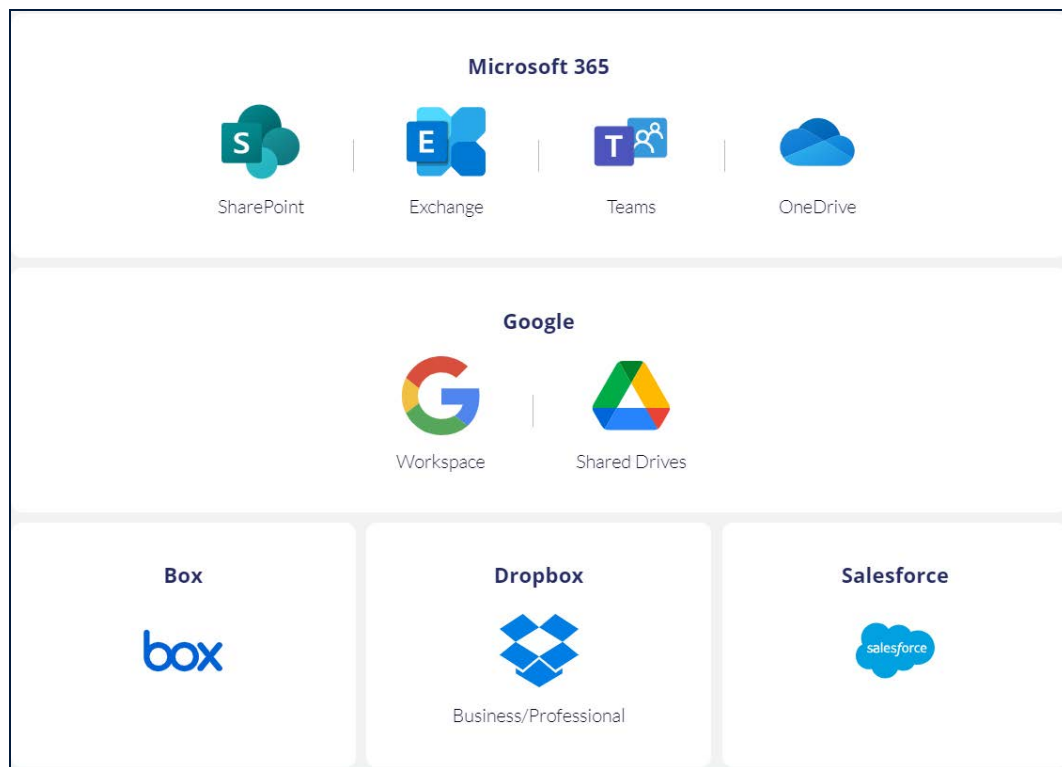 Microsoft 365
S E T
SharePoint Exchange Teams OneDrive
Google
Workspace Shared Drives
Box Dropbox Salesforce
box salesforce
Business/Professional